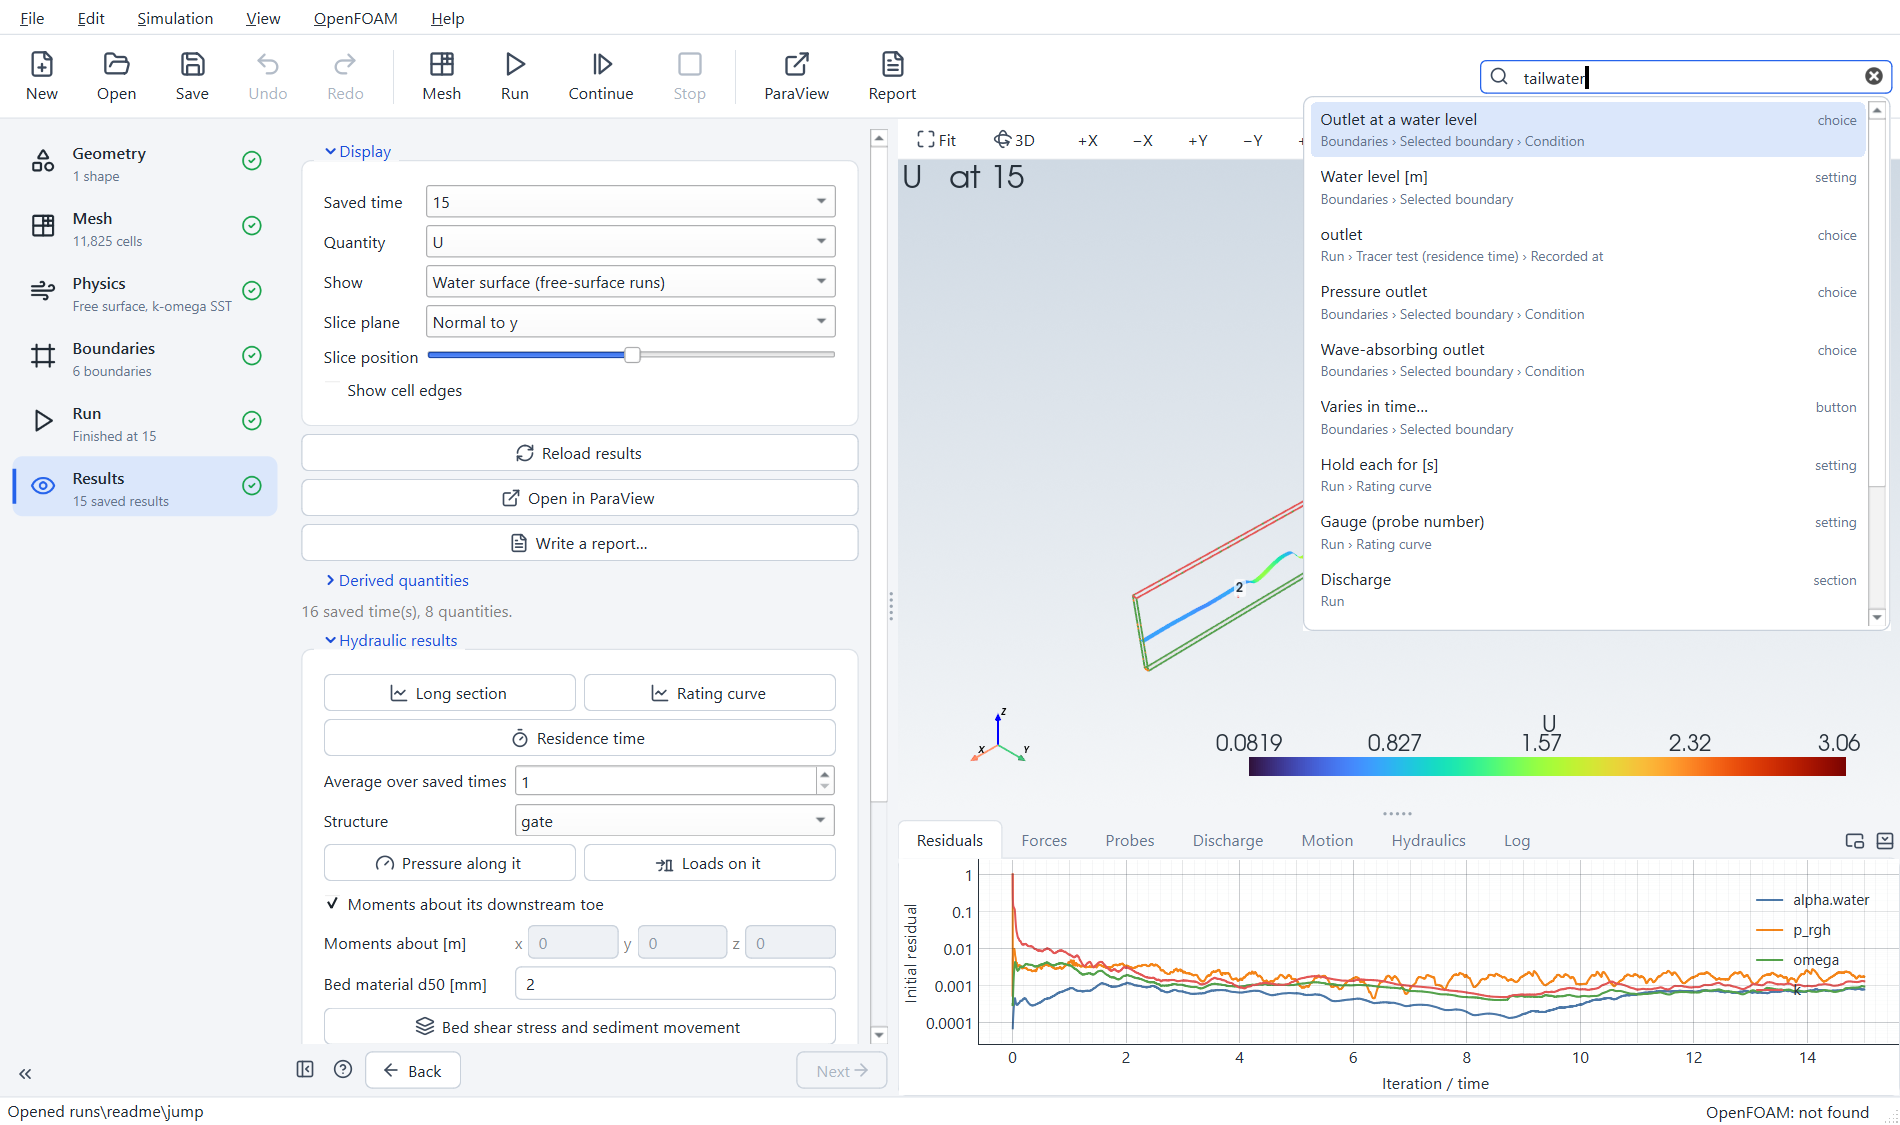 File Edit Simulation View OpenFOAM Help
New Open Save Undo Redo Mesh Run Continue Stop ParaView Report
tailwater
Geometry
1 shape
Mesh
11,825 cells
Physics
Free surface, k-omega SST
Boundaries
6 boundaries
Run
Finished at 15
Results
15 saved results
Display
Saved time 15
Quantity U
Show Water surface (free-surface runs)
Slice plane Normal to y
Slice position
Show cell edges
Reload results
Open in ParaView
Write a report...
Derived quantities
16 saved time(s), 8 quantities.
Hydraulic results
Long section Rating curve
Residence time
Average over saved times 1
Structure gate
Pressure along it Loads on it
Moments about its downstream toe
Moments about [m] x 0 y 0 z 0
Bed material d50 [mm] 2
Bed shear stress and sediment movement
Back Next
Fit 3D +X −X +Y −Y
U at 15
Outlet at a water level choice
Boundaries › Selected boundary › Condition
Water level [m] setting
Boundaries › Selected boundary
outlet choice
Run › Tracer test (residence time) › Recorded at
Pressure outlet choice
Boundaries › Selected boundary › Condition
Wave-absorbing outlet choice
Boundaries › Selected boundary › Condition
Varies in time... button
Boundaries › Selected boundary
Hold each for [s] setting
Run › Rating curve
Gauge (probe number) setting
Run › Rating curve
Discharge section
Run
2
Z
X Y
U
0.0819 0.827 1.57 2.32 3.06
Residuals Forces Probes Discharge Motion Hydraulics Log
Initial residual
1
0.1
0.01
0.001
0.0001
alpha.water
p_rgh
omega
k
0 2 4 6 8 10 12 14
Iteration / time
Opened runs\readme\jump OpenFOAM: not found